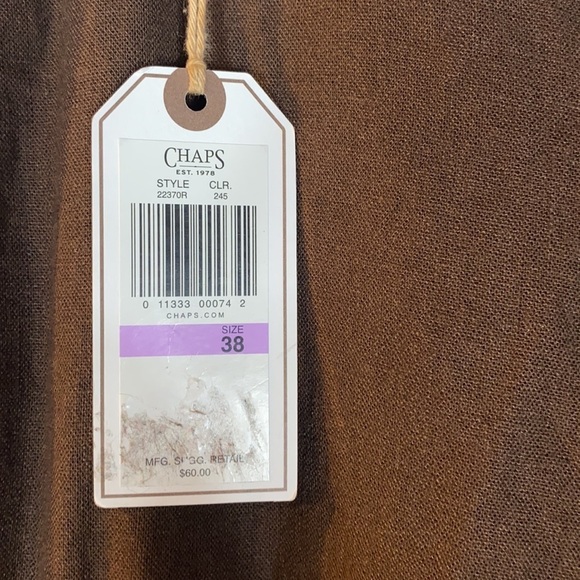 CHAPS
EST. 1978
STYLE CLR.
22370R 245
0 11333 00074 2
CHAPS.COM
SIZE
38
MFG. SUGG. RETAIL
$60.00